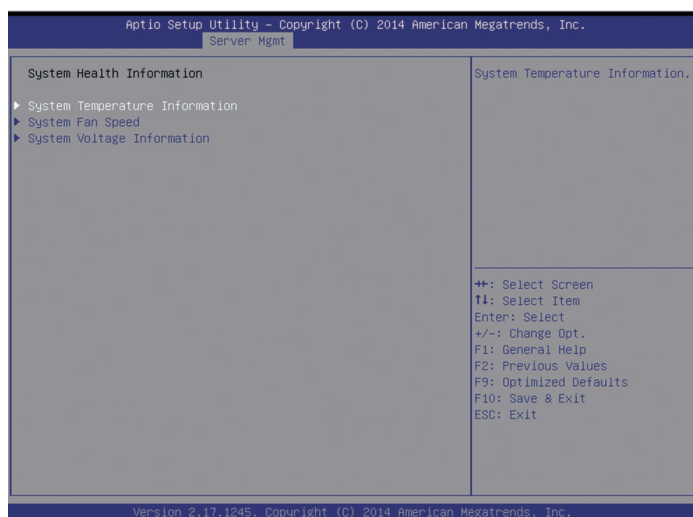 Aptio Setup Utility – Copyright (C) 2014 American Megatrends, Inc.
Server Mgmt
System Health Information
▶ System Temperature Information
▶ System Fan Speed
▶ System Voltage Information
System Temperature Information.
→←: Select Screen
↑↓: Select Item
Enter: Select
+/-: Change Opt.
F1: General Help
F2: Previous Values
F9: Optimized Defaults
F10: Save & Exit
ESC: Exit
Version 2.17.1245. Copyright (C) 2014 American Megatrends, Inc.